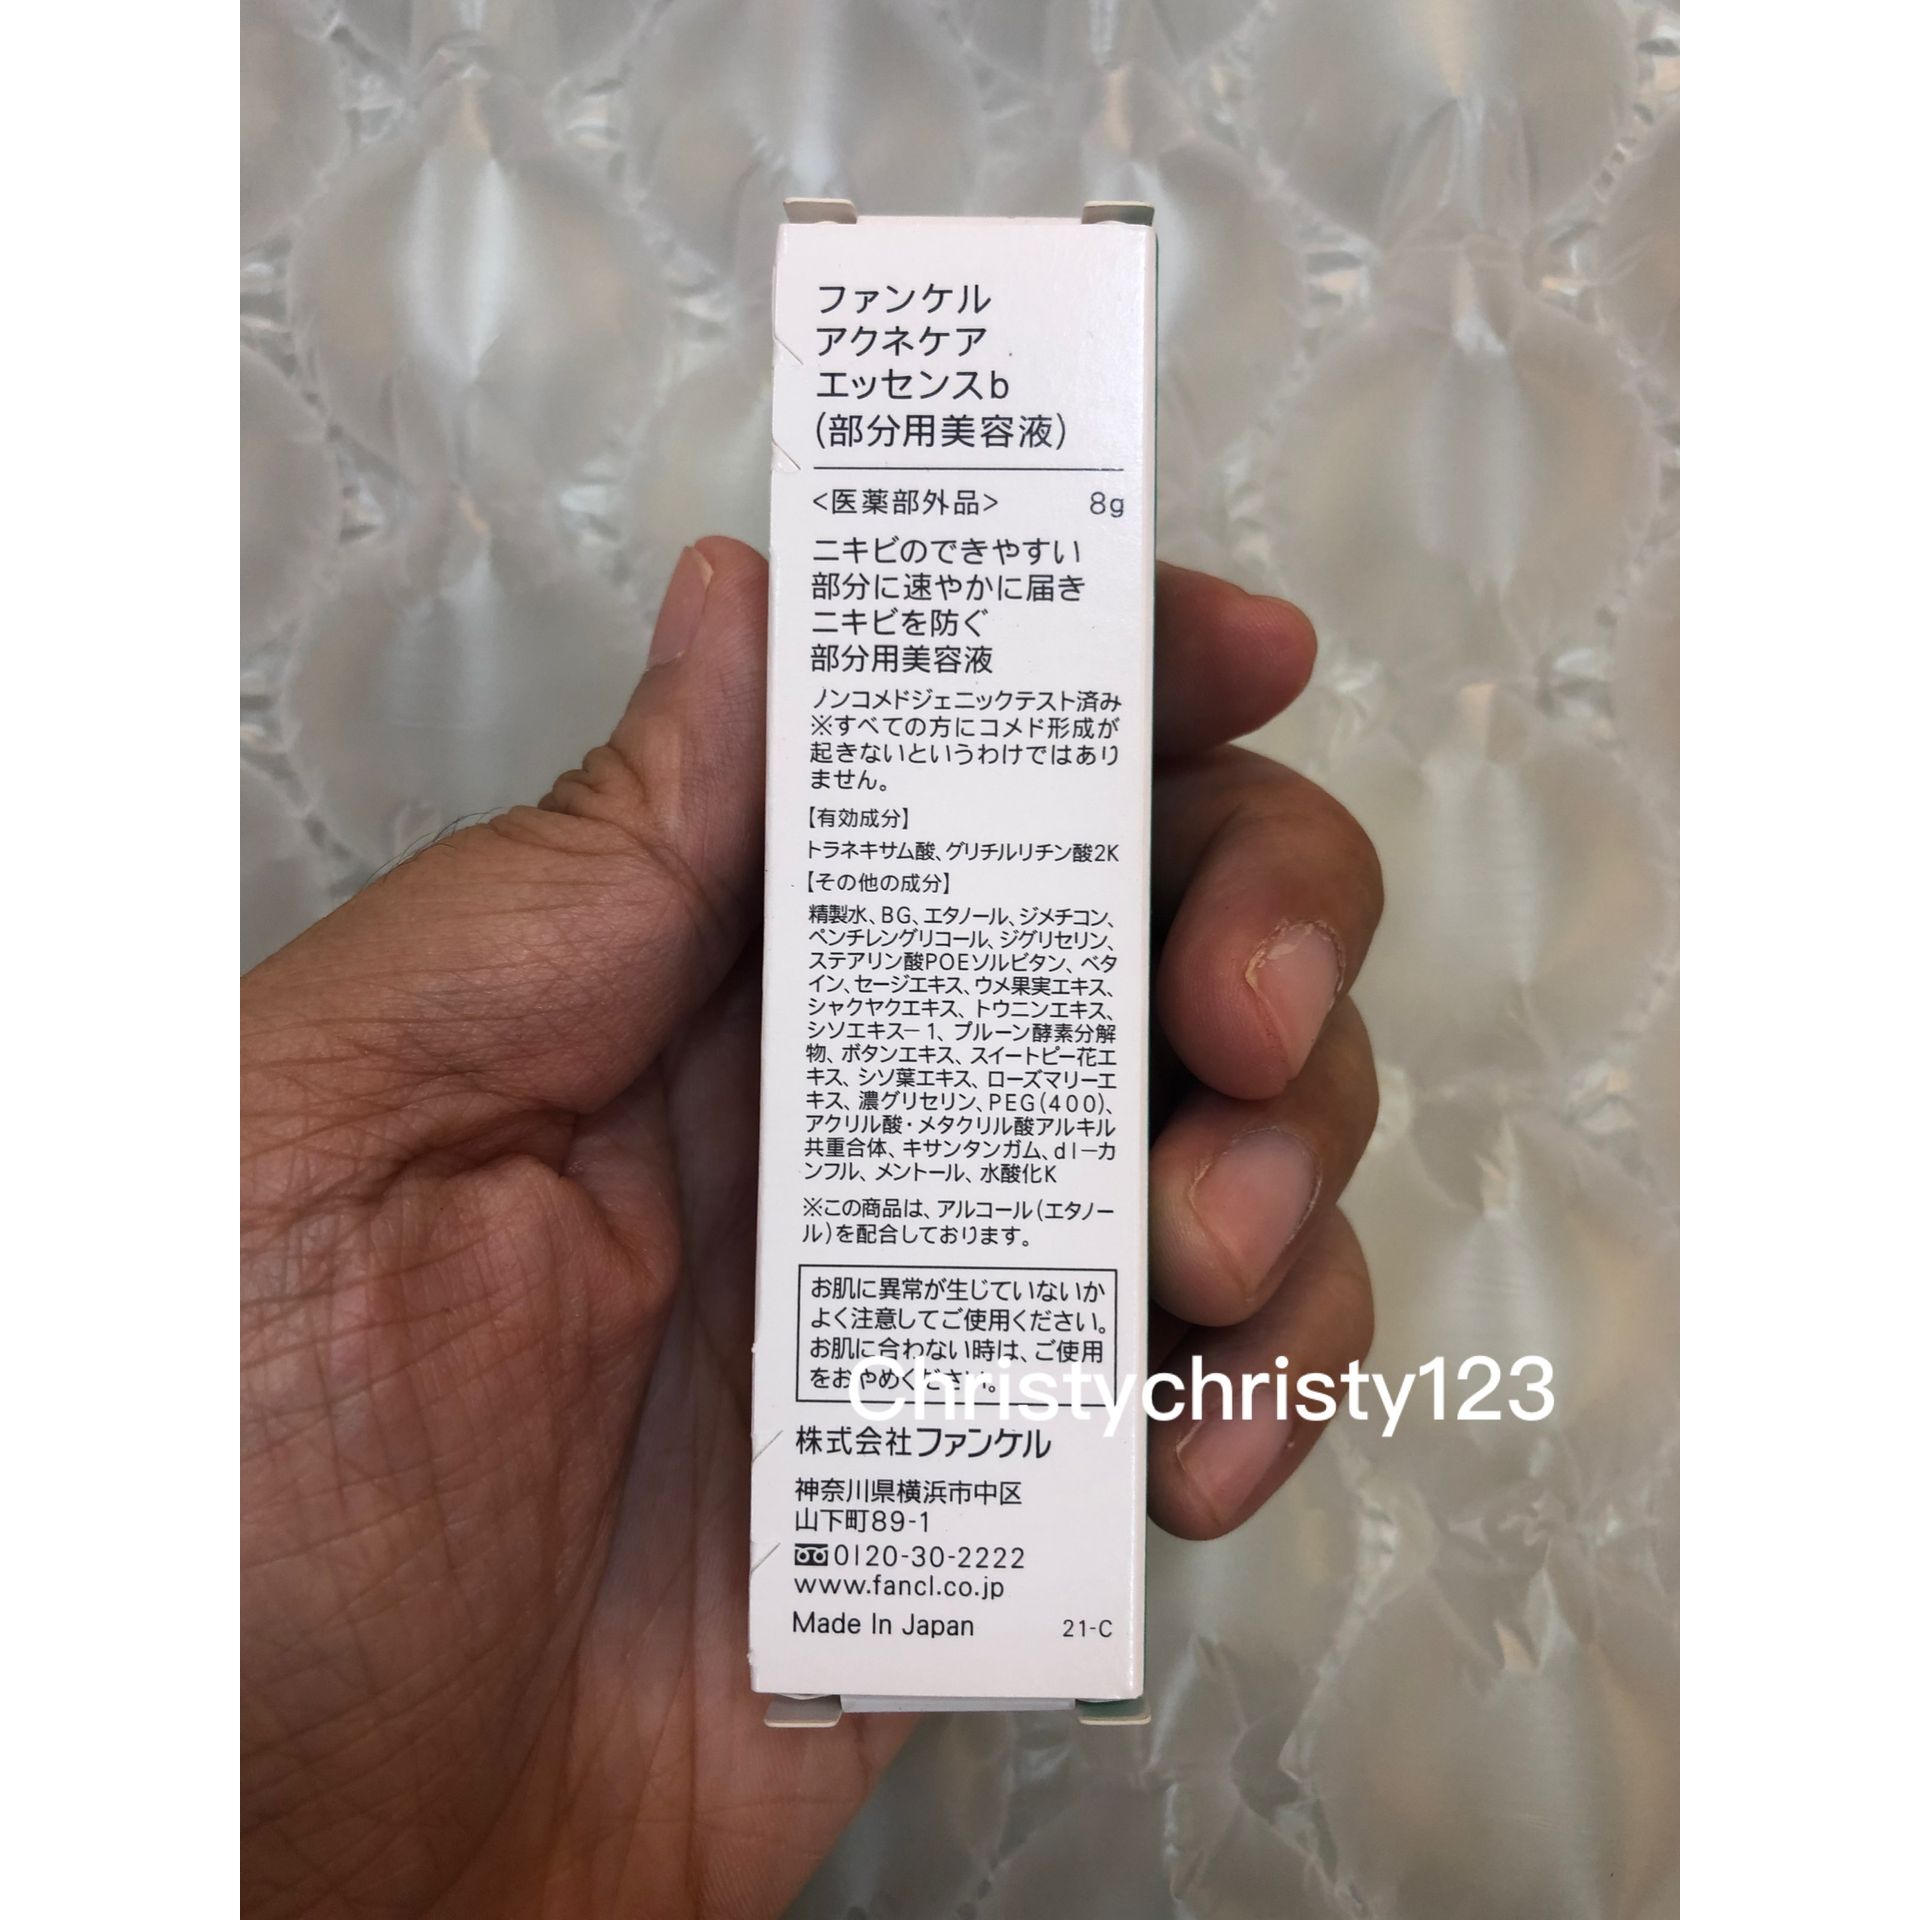 ファンケル
アクネケア
エッセンスb
(部分用美容液)
<医薬部外品> 8g
ニキビのできやすい
部分に速やかに届き
ニキビを防ぐ
部分用美容液
ノンコメドジェニックテスト済み
※すべての方にコメド形成が
起きないというわけではあり
ません。
【有効成分】
トラネキサム酸、グリチルリチン酸2K
【その他の成分】
精製水、BG、エタノール、ジメチコン、
ペンチレングリコール、ジグリセリン、
ステアリン酸POEソルビタン、ベタ
イン、セージエキス、ウメ果実エキス、
シャクヤクエキス、トウニンエキス、
シソエキス－1、プルーン酵素分解
物、ボタンエキス、スイートピー花エ
キス、シソ葉エキス、ローズマリーエ
キス、濃グリセリン、PEG(400)、
アクリル酸・メタクリル酸アルキル
共重合体、キサンタンガム、dl－カ
ンフル、メントール、水酸化K
※この商品は、アルコール(エタノー
ル)を配合しております。
お肌に異常が生じていないか
よく注意してご使用ください。
お肌に合わない時は、ご使用
をおやめください。
Christychristy123
株式会社ファンケル
神奈川県横浜市中区
山下町89-1
0120-30-2222
www.fancl.co.jp
Made In Japan 21-C